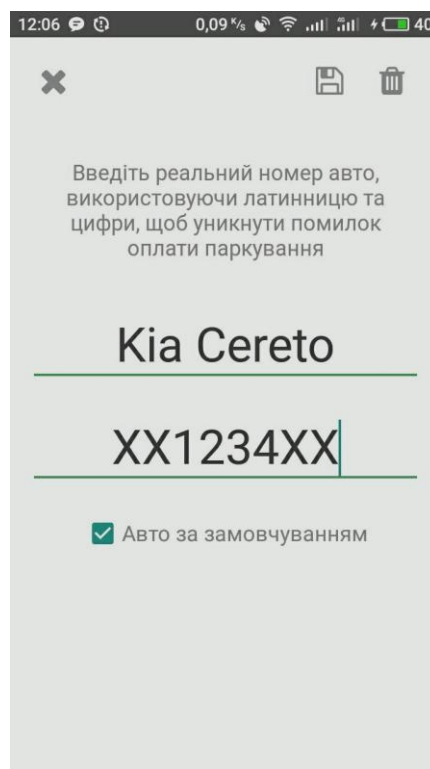 12:06 0,09 K/s 40
Введіть реальний номер авто,
використовуючи латинницю та
цифри, щоб уникнути помилок
оплати паркування
Kia Cereto
XX1234XX
Авто за замовчуванням